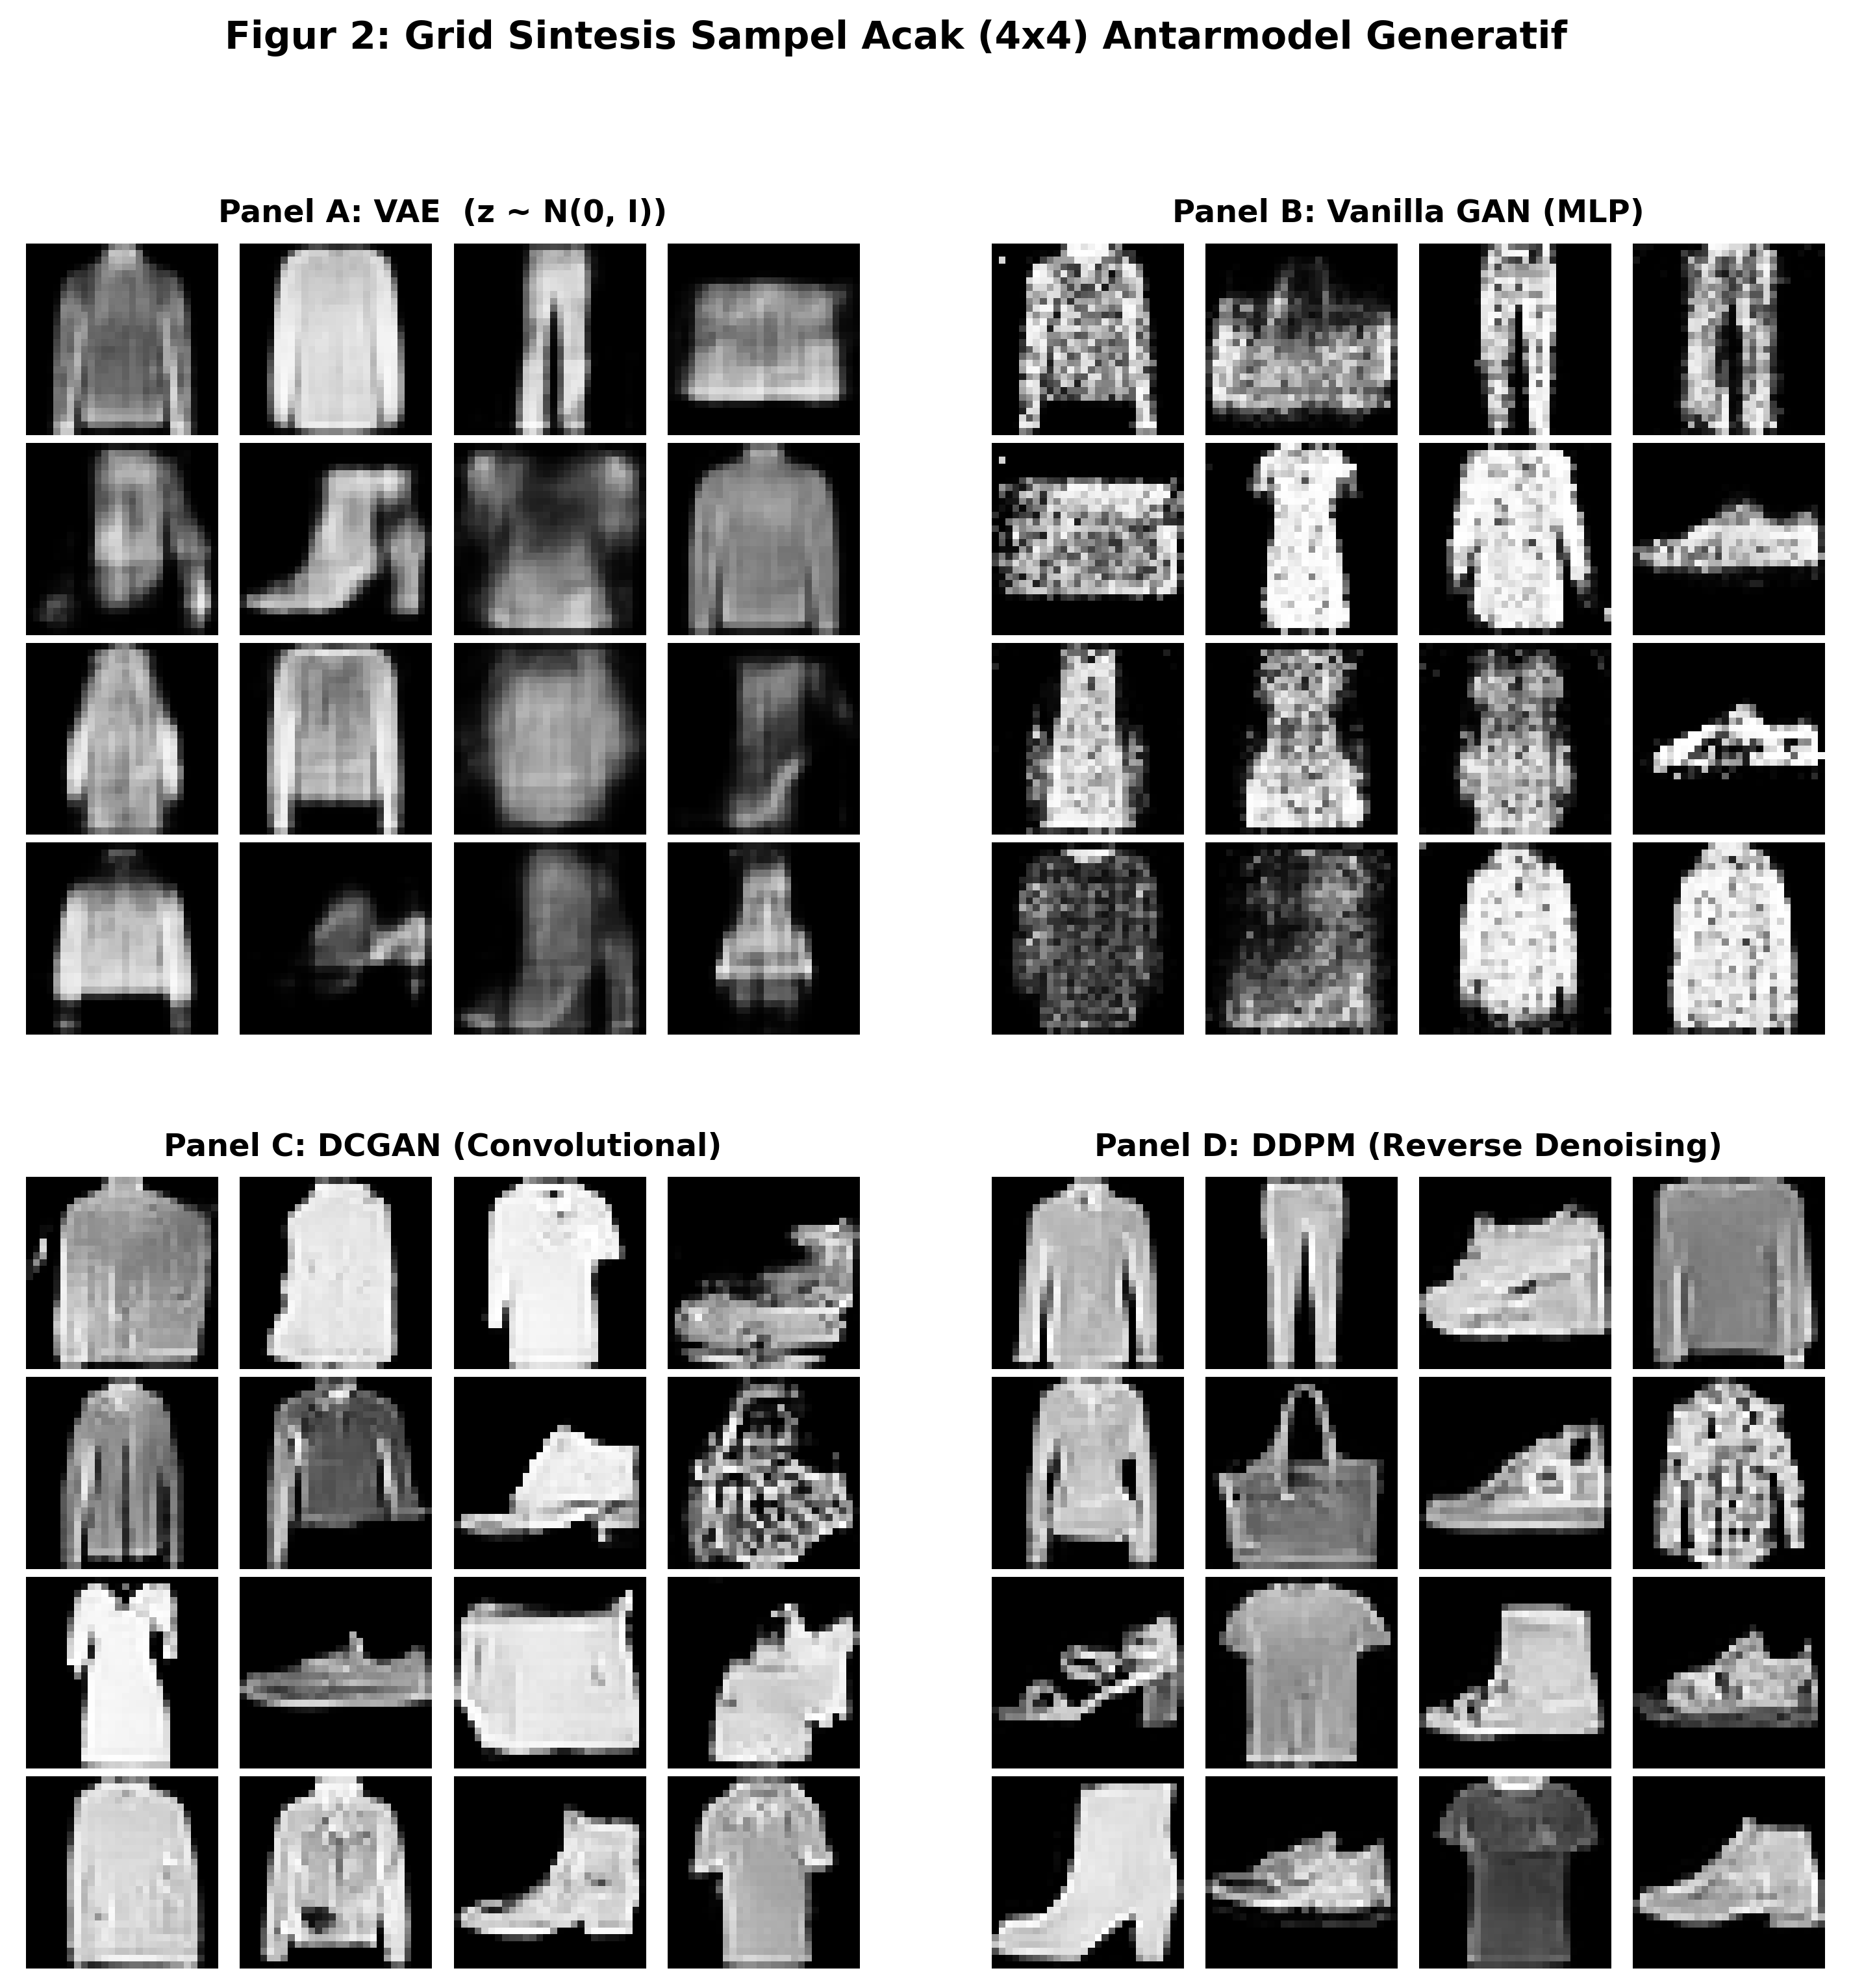 Figur 2: Grid Sintesis Sampel Acak (4x4) Antarmodel Generatif
Panel A: VAE  (z ~ N(0, I))
Panel B: Vanilla GAN (MLP)
Panel C: DCGAN (Convolutional)
Panel D: DDPM (Reverse Denoising)